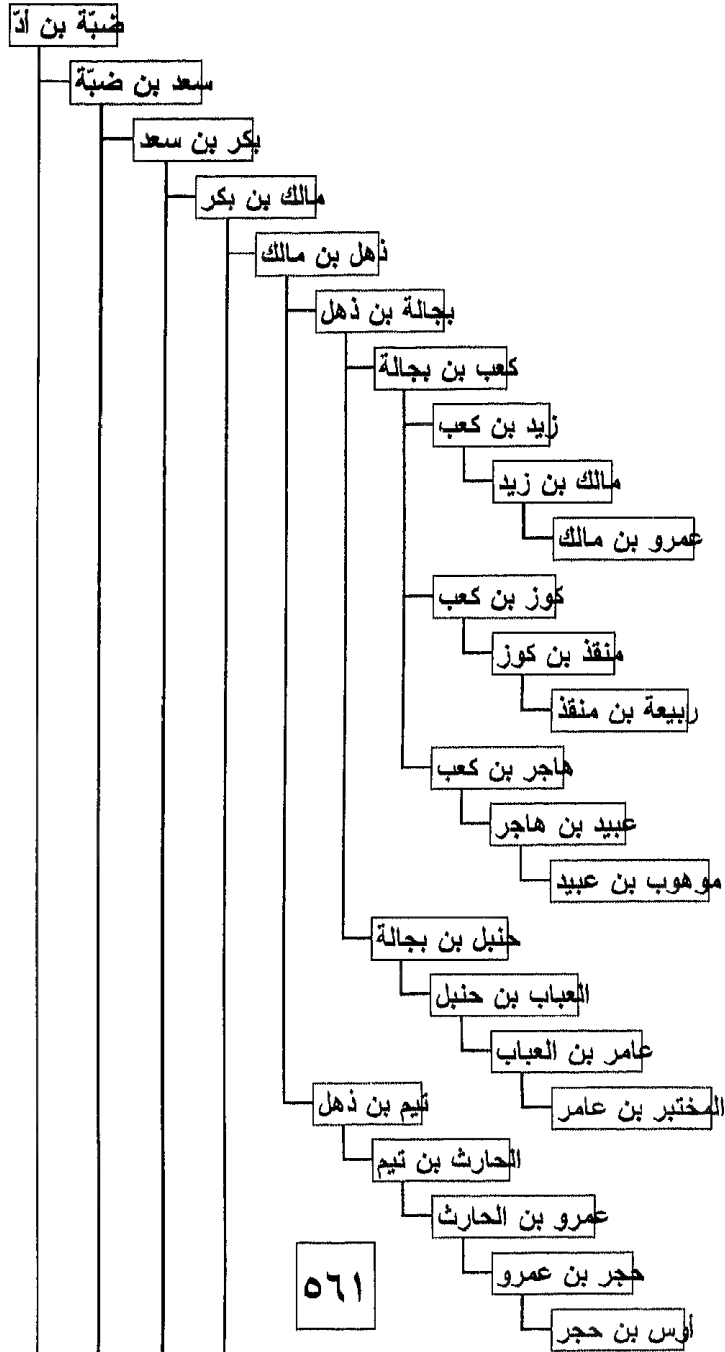 ضبّة بن أدّ
سعد بن ضبّة
بكر بن سعد
مالك بن بكر
ذهل بن مالك
بجالة بن ذهل
كعب بن بجالة
زيد بن كعب
مالك بن زيد
عمرو بن مالك
كوز بن كعب
منقذ بن كوز
ربيعة بن منقذ
هاجر بن كعب
عبيد بن هاجر
موهوب بن عبيد
حنبل بن بجالة
العباب بن حنبل
عامر بن العباب
المختبر بن عامر
تيم بن ذهل
الحارث بن تيم
عمرو بن الحارث
حجر بن عمرو
أوس بن حجر
٥٦١